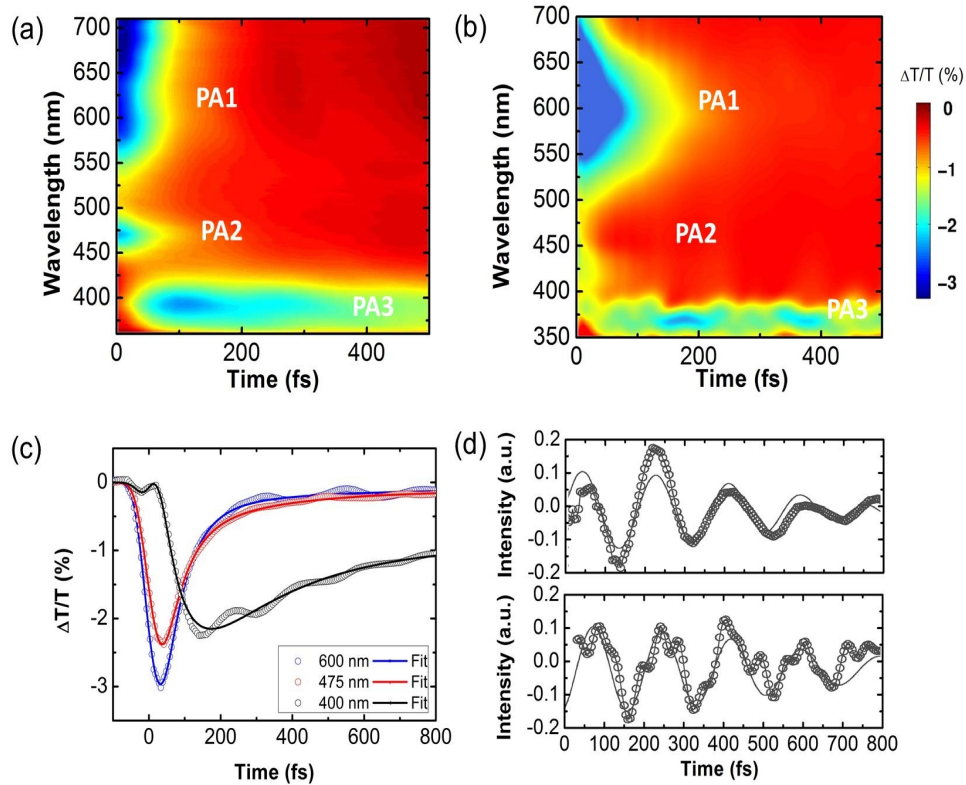 (a)
700
650
600
550
500
450
400
Wavelength (nm)
PA1
PA2
PA3
0
200
400
Time (fs)
(b)
700
650
600
550
500
450
400
350
Wavelength (nm)
PA1
PA2
PA3
0
200
400
Time (fs)
ΔT/T (%)
0
−1
−2
−3
(c)
0
-1
-2
-3
ΔT/T (%)
600 nm Fit
475 nm Fit
400 nm Fit
0 200 400 600 800
Time (fs)
(d)
0.2
0.1
0.0
-0.1
-0.2
Intensity (a.u.)
0.2
0.1
0.0
-0.1
-0.2
Intensity (a.u.)
0 100 200 300 400 500 600 700 800
Time (fs)